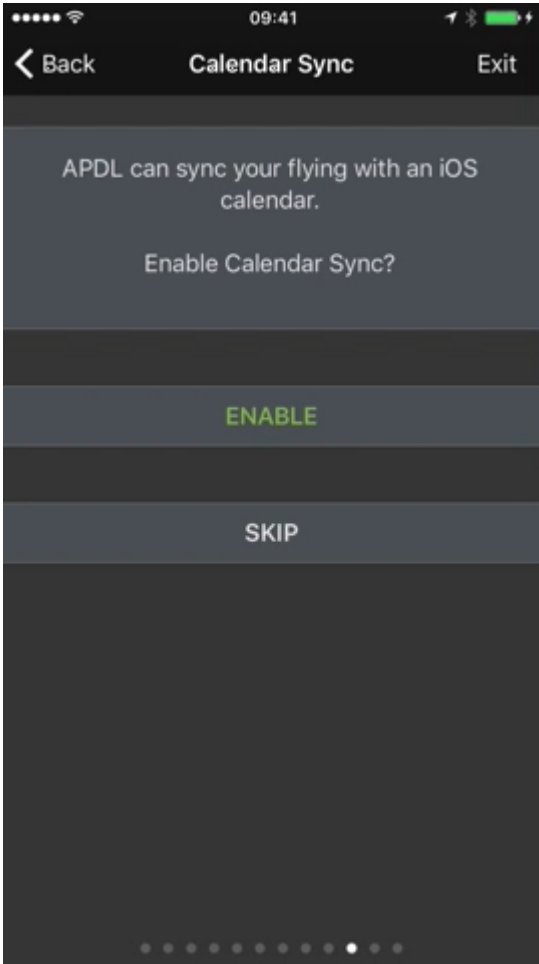 09:41
Back
Calendar Sync
Exit
APDL can sync your flying with an iOS
calendar.
Enable Calendar Sync?
ENABLE
SKIP